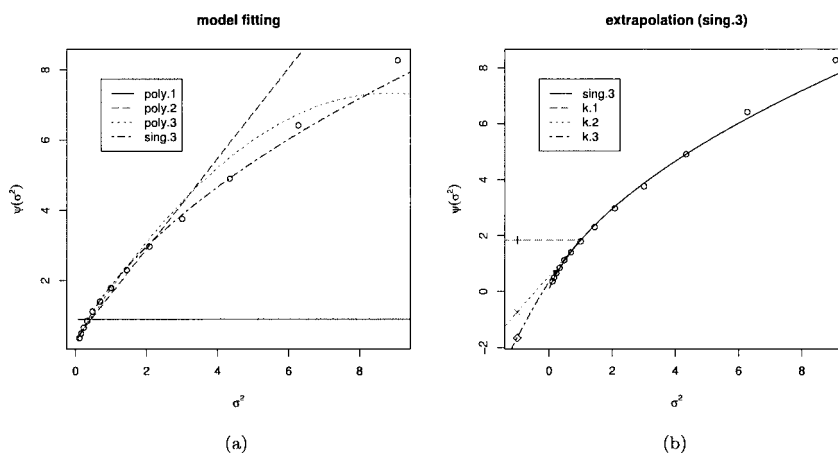 model fitting
poly.1
poly.2
poly.3
sing.3
ψ(σ²)
2
4
6
8
0
2
4
6
8
σ²
(a)
extrapolation (sing.3)
sing.3
k.1
k.2
k.3
ψ(σ²)
-2
0
2
4
6
8
0
2
4
6
8
σ²
(b)